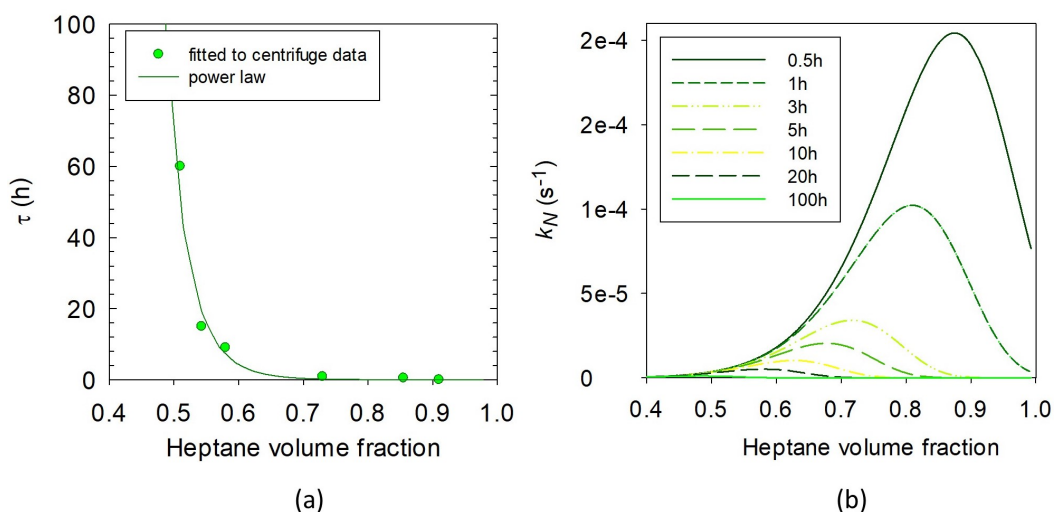 100
80
60
40
20
0
τ (h)
fitted to centrifuge data
power law
0.4 0.5 0.6 0.7 0.8 0.9 1.0
Heptane volume fraction
(a)
2e-4
2e-4
1e-4
5e-5
0
kN (s-1)
0.5h
1h
3h
5h
10h
20h
100h
0.4 0.5 0.6 0.7 0.8 0.9 1.0
Heptane volume fraction
(b)